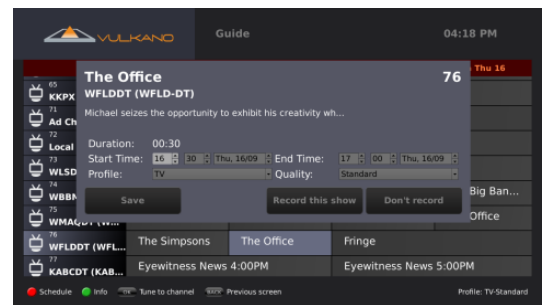 VULKANO
Guide
04:18 PM
Thu 16
The Office
76
WFLDDT (WFLD-DT)
Michael seizes the opportunity to exhibit his creativity wh...
Duration: 00:30
Start Time: 16 30 Thu, 16/09 End Time: 17 00 Thu, 16/09
Profile: TV Quality: Standard
Save Record this show Don't record
65
KKPX
71
Ad Ch
72
Local
73
WLSD
74
WBBM
Big Ban...
75
WMAQDT (W...
Office
76
WFLDDT (WFL...
The Simpsons The Office Fringe
77
KABCDT (KAB...
Eyewitness News 4:00PM Eyewitness News 5:00PM
Schedule Info OK Tune to channel BACK Previous screen Profile: TV-Standard